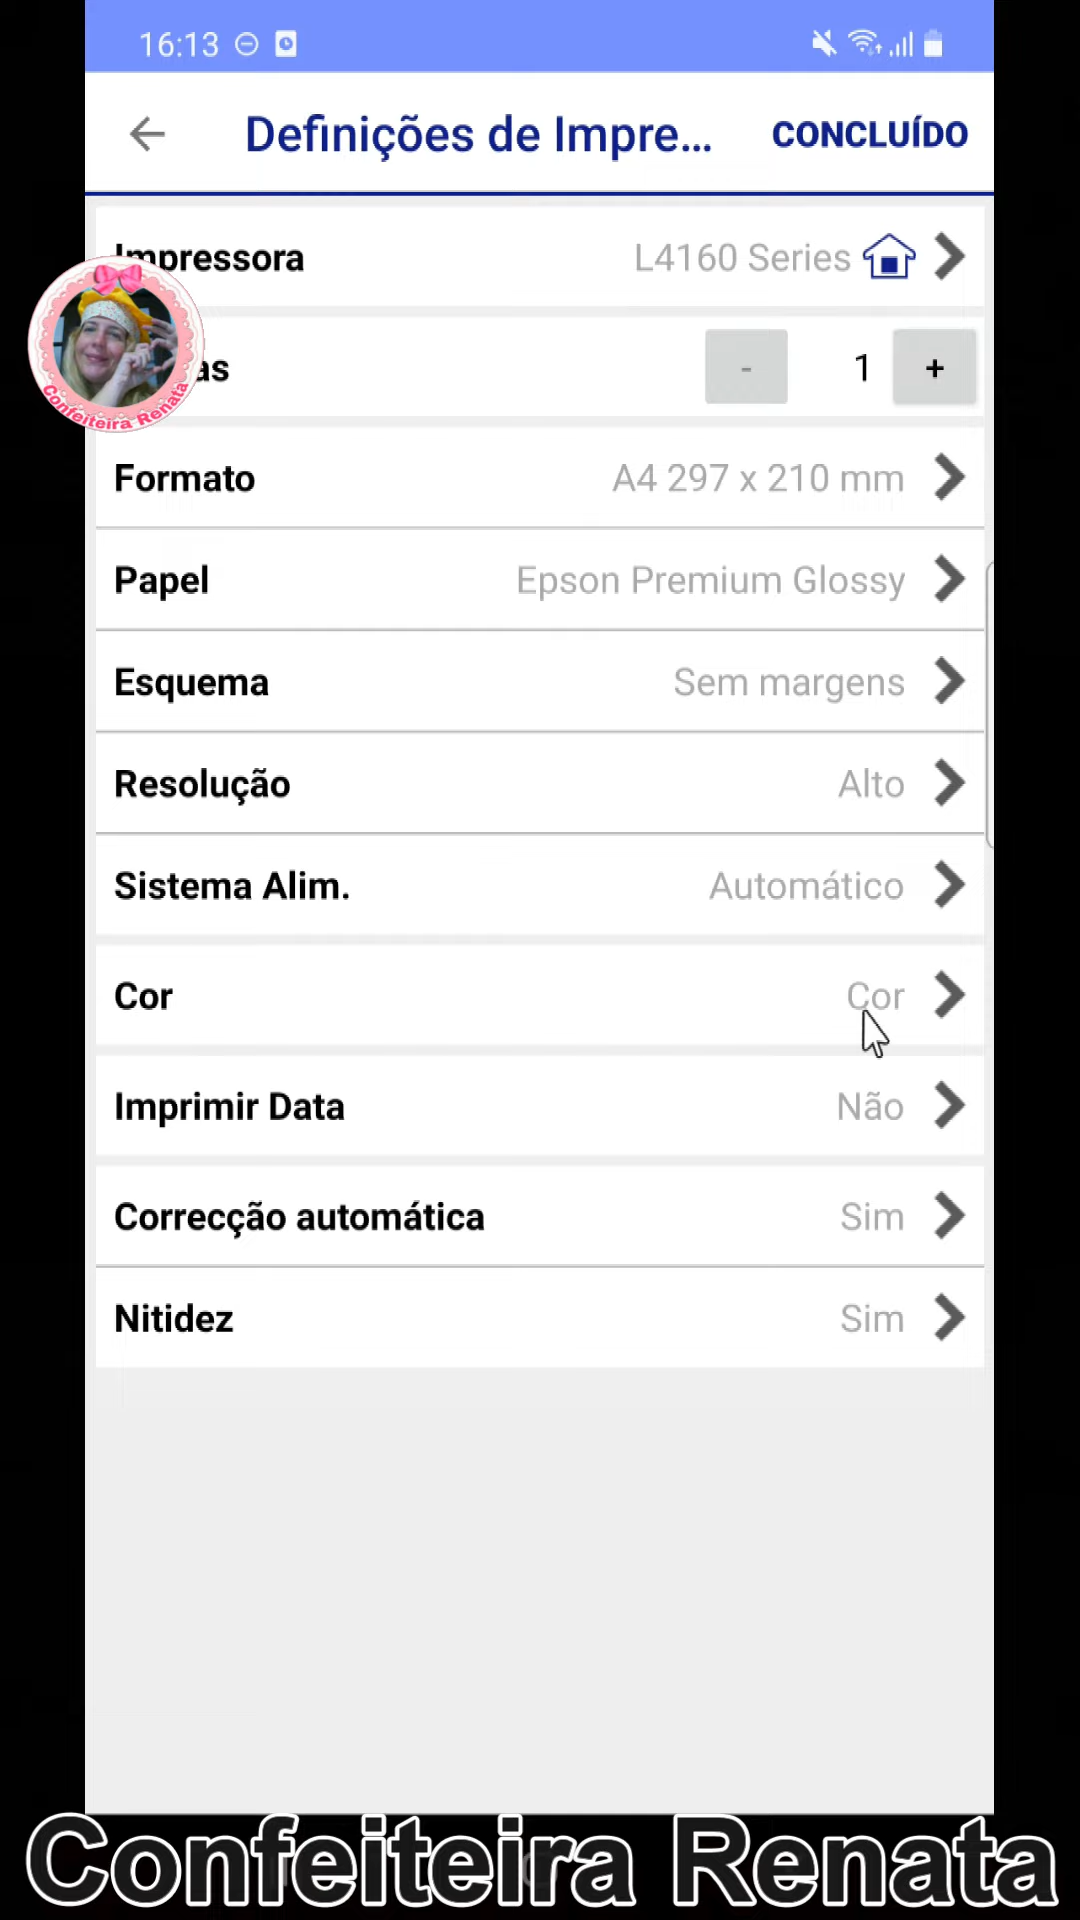 16:13
Definições de Impre... CONCLUÍDO
Impressora L4160 Series
as - 1 +
Confeiteira Renata
Formato A4 297 x 210 mm
Papel Epson Premium Glossy
Esquema Sem margens
Resolução Alto
Sistema Alim. Automático
Cor Cor
Imprimir Data Não
Correcção automática Sim
Nitidez Sim
Confeiteira Renata